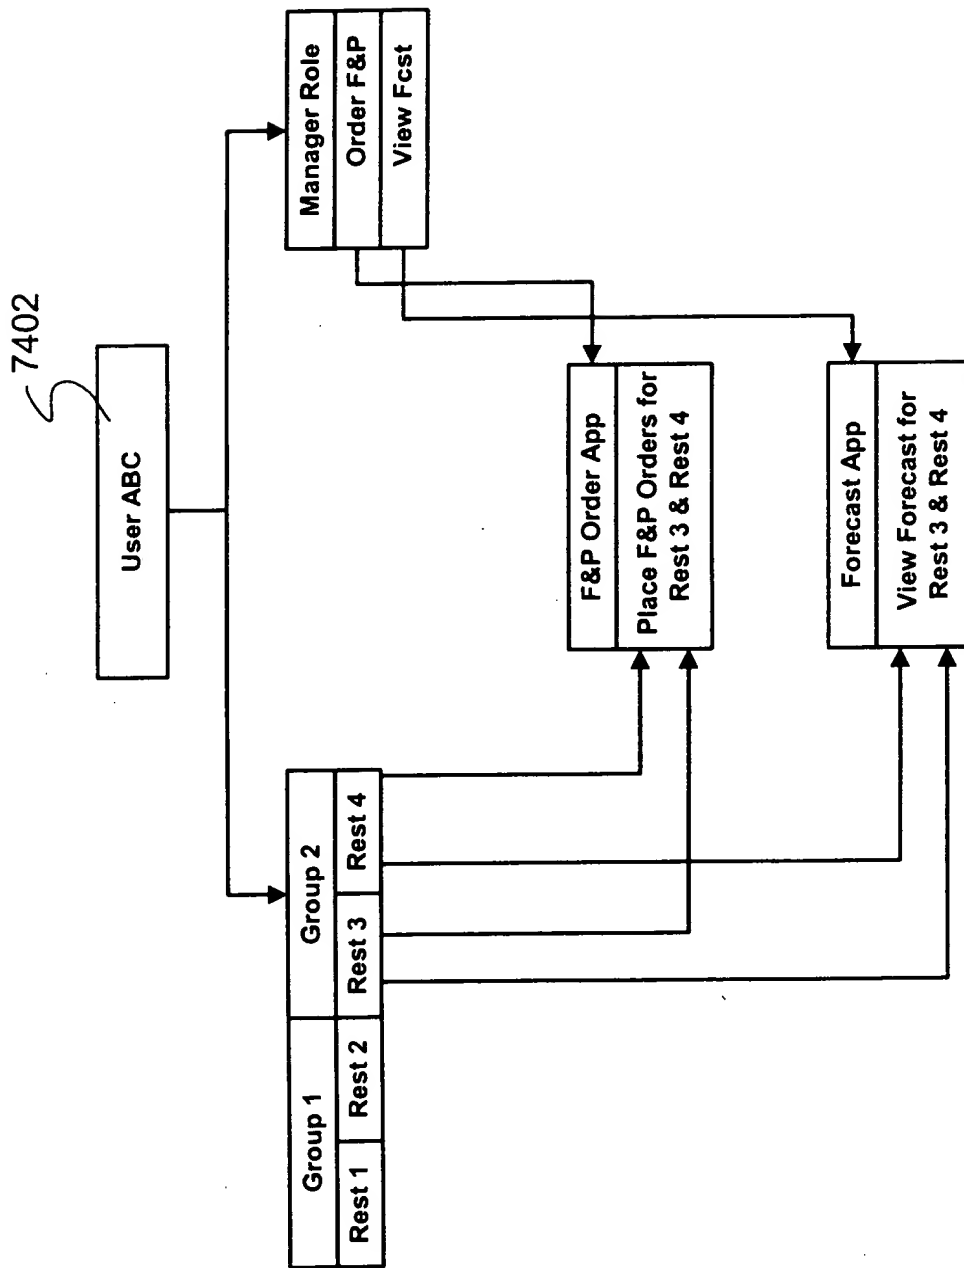 7402
User ABC
Group 1
Group 2
Rest 1
Rest 2
Rest 3
Rest 4
Manager Role
Order F&P
View Fcst
F&P Order App
Place F&P Orders for
Rest 3 & Rest 4
Forecast App
View Forecast for
Rest 3 & Rest 4